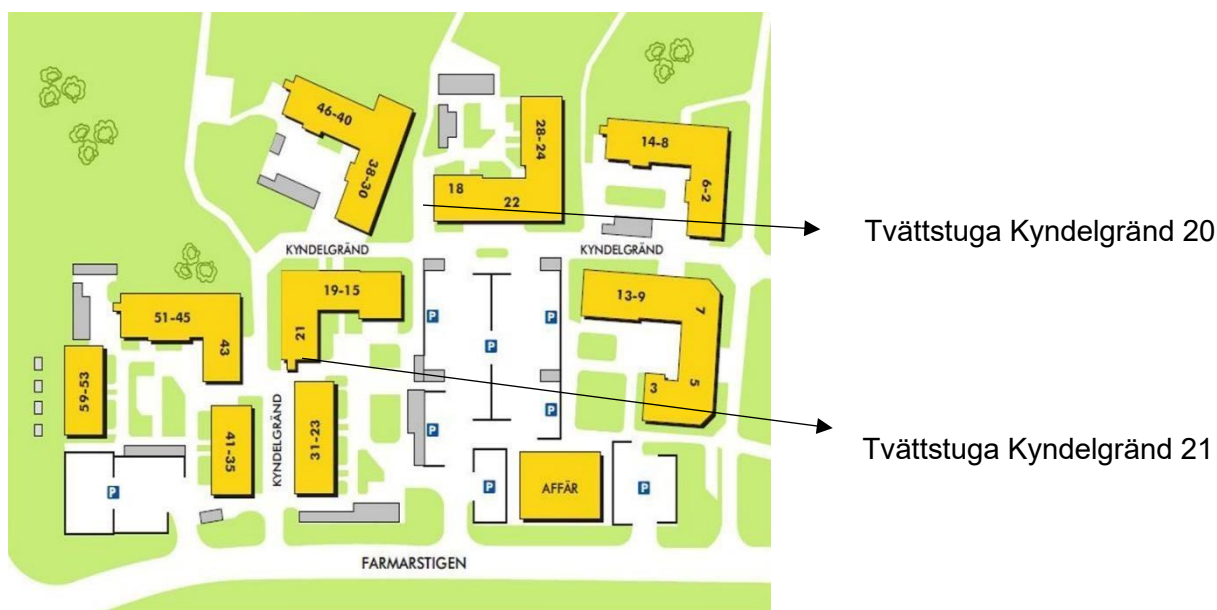 46-40
38-30
28-24
18
22
14-8
6-2
Tvättstuga Kyndelgränd 20
KYNDELGRÄND
KYNDELGRÄND
19-15
21
13-9
7
5
3
51-45
43
59-53
41-35
KYNDELGRÄND
31-23
P
P
P
P
P
P
P
P
AFFÄR
Tvättstuga Kyndelgränd 21
FARMARSTIGEN